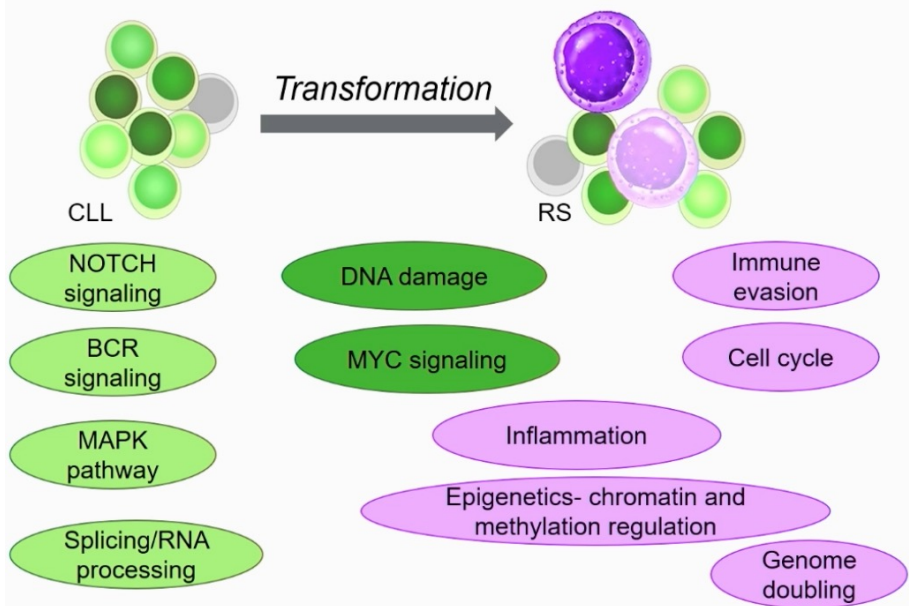 Transformation
CLL
RS
NOTCH
signaling
BCR
signaling
MAPK
pathway
Splicing/RNA
processing
DNA damage
MYC signaling
Inflammation
Epigenetics- chromatin and
methylation regulation
Immune
evasion
Cell cycle
Genome
doubling